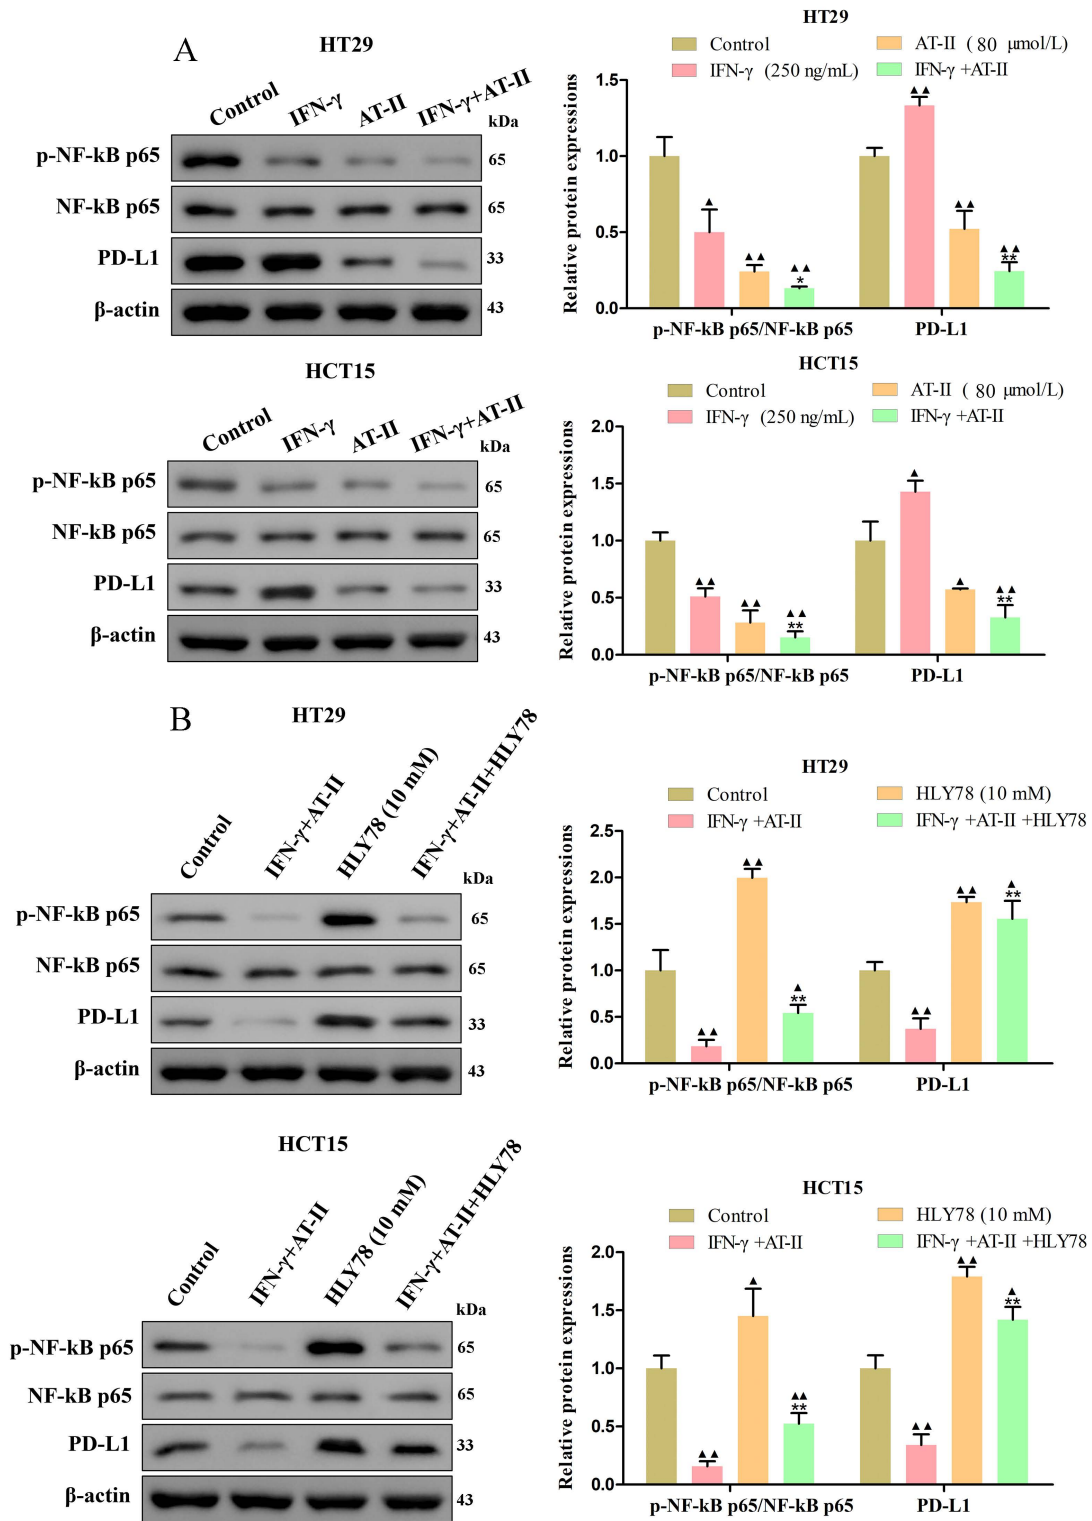 A
HT29
Control IFN-γ AT-II IFN-γ+AT-II
kDa
p-NF-kB p65 65
NF-kB p65 65
PD-L1 33
β-actin 43
HT29
Control AT-II ( 80 μmol/L)
IFN-γ (250 ng/mL) IFN-γ +AT-II
Relative protein expressions
1.5
1.0
0.5
0.0
▲
▲▲
▲▲
*
▲▲
▲▲
▲▲
**
p-NF-kB p65/NF-kB p65 PD-L1
HCT15
Control IFN-γ AT-II IFN-γ+AT-II
kDa
p-NF-kB p65 65
NF-kB p65 65
PD-L1 33
β-actin 43
HCT15
Control AT-II ( 80 μmol/L)
IFN-γ (250 ng/mL) IFN-γ +AT-II
Relative protein expressions
2.0
1.5
1.0
0.5
0.0
▲▲
▲▲
▲▲
**
▲
▲
▲▲
**
p-NF-kB p65/NF-kB p65 PD-L1
B
HT29
Control IFN-γ+AT-II HLY78 (10 mM) IFN-γ+AT-II+HLY78
kDa
p-NF-kB p65 65
NF-kB p65 65
PD-L1 33
β-actin 43
HT29
Control HLY78 (10 mM)
IFN-γ +AT-II IFN-γ +AT-II +HLY78
Relative protein expressions
2.5
2.0
1.5
1.0
0.5
0.0
▲▲
▲▲
▲
**
▲▲
▲▲
▲
**
p-NF-kB p65/NF-kB p65 PD-L1
HCT15
Control IFN-γ+AT-II HLY78 (10 mM) IFN-γ+AT-II+HLY78
kDa
p-NF-kB p65 65
NF-kB p65 65
PD-L1 33
β-actin 43
HCT15
Control HLY78 (10 mM)
IFN-γ +AT-II IFN-γ +AT-II +HLY78
Relative protein expressions
2.0
1.5
1.0
0.5
0.0
▲▲
▲
▲▲
**
▲▲
▲▲
▲
**
p-NF-kB p65/NF-kB p65 PD-L1